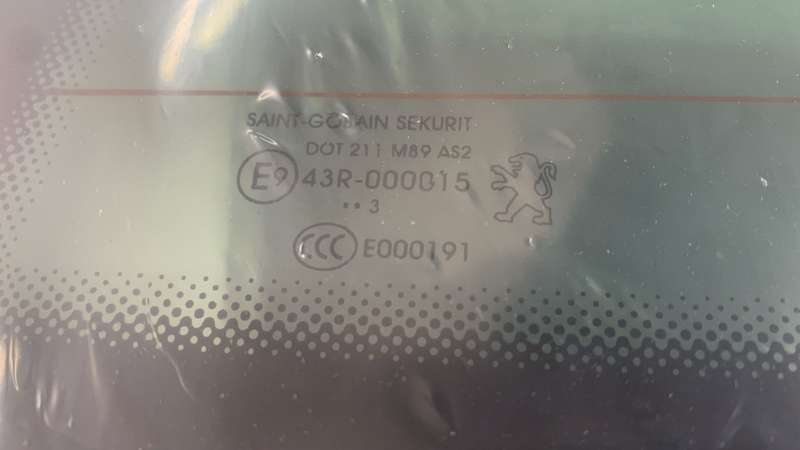 SAINT-GOBAIN SEKURIT
DOT 211 M89 AS2
E9 43R-000015
•• 3
CCC E000191